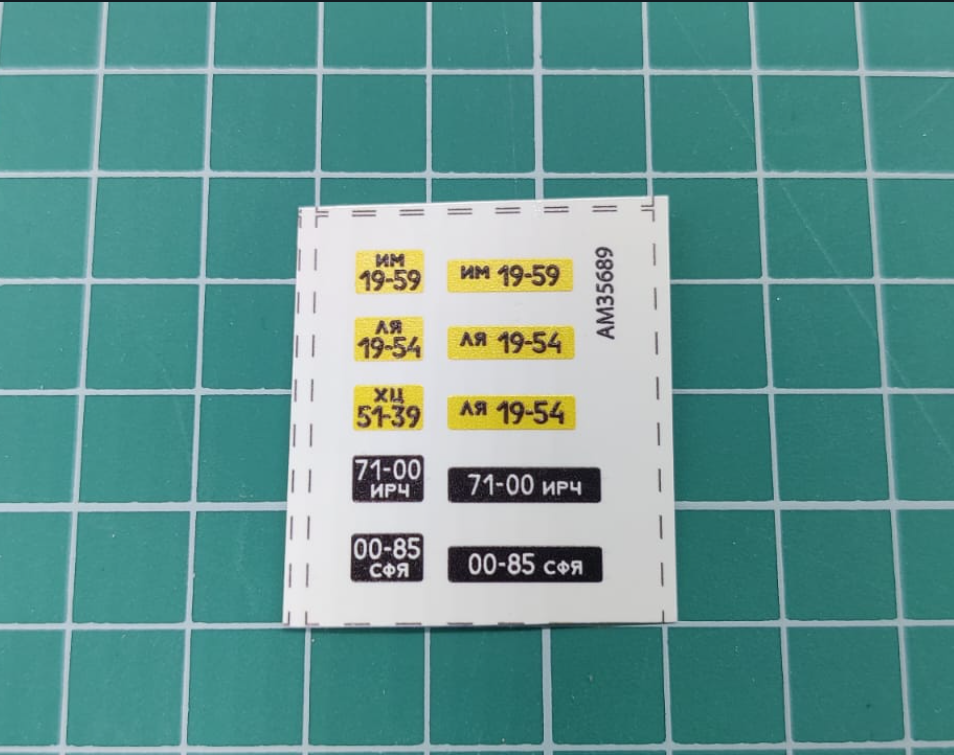 ИМ
19-59
ИМ 19-59
ЛЯ
19-54
ЛЯ 19-54
ХЦ
51-39
ЛЯ 19-54
71-00
ИРЧ
71-00 ИРЧ
00-85
СФЯ
00-85 СФЯ
AM35689